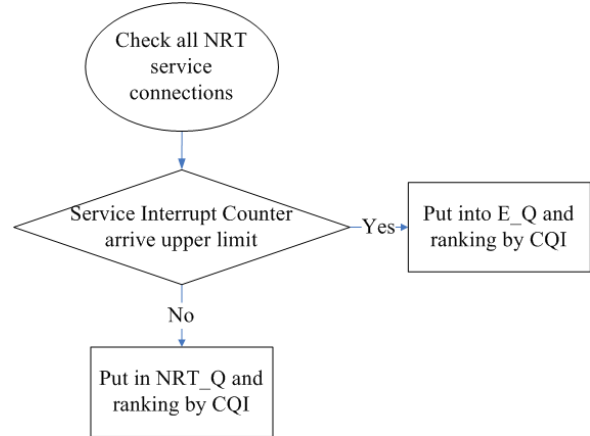 Check all NRT
service
connections
Service Interrupt Counter
arrive upper limit
Yes
Put into E_Q and
ranking by CQI
No
Put in NRT_Q and
ranking by CQI